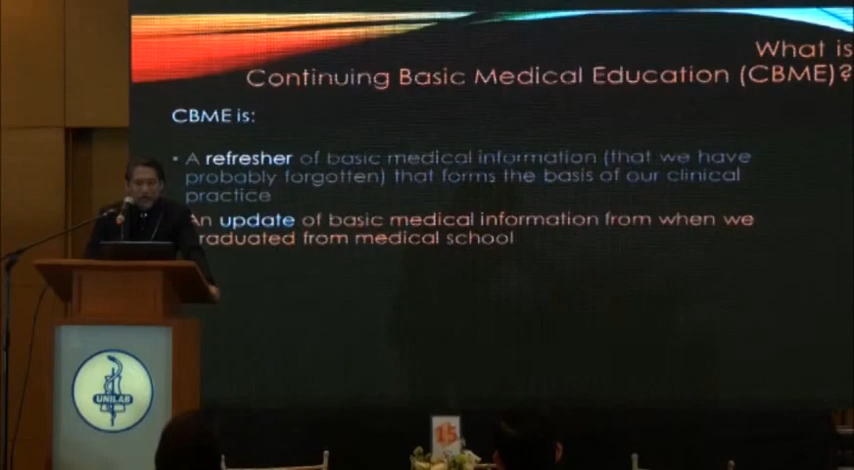 What is
Continuing Basic Medical Education (CBME)?
CBME is:
• A refresher of basic medical information (that we have
probably forgotten) that forms the basis of our clinical
practice
An update of basic medical information from when we
raduated from medical school
UNILAB
15